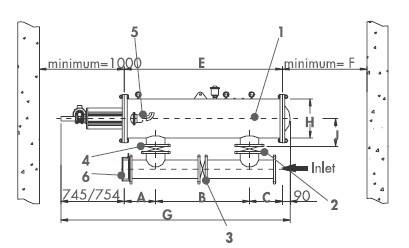 5
1
minimum=1000
E
minimum= F
H
J
4
6
Inlet
2
745/754
A
B
C
90
G
3